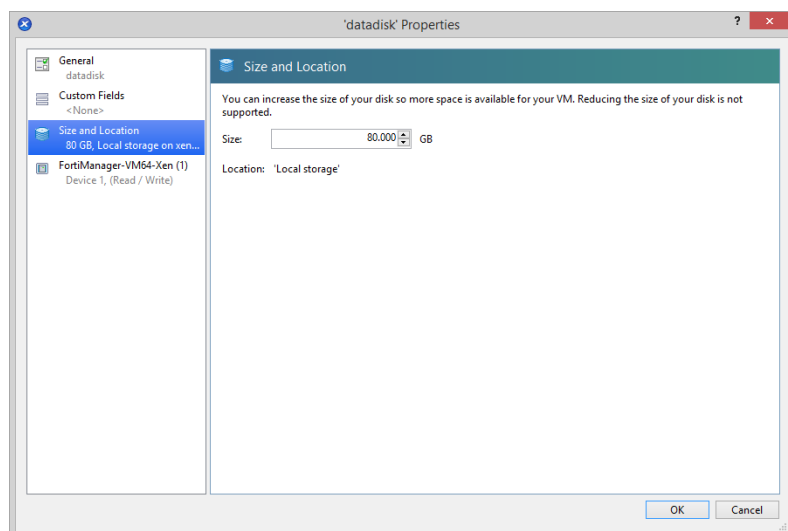 'datadisk' Properties
?
General
datadisk
Custom Fields
<None>
Size and Location
80 GB, Local storage on xen...
FortiManager-VM64-Xen (1)
Device 1, (Read / Write)
Size and Location
You can increase the size of your disk so more space is available for your VM. Reducing the size of your disk is not
supported.
Size: 80.000 GB
Location: 'Local storage'
OK Cancel